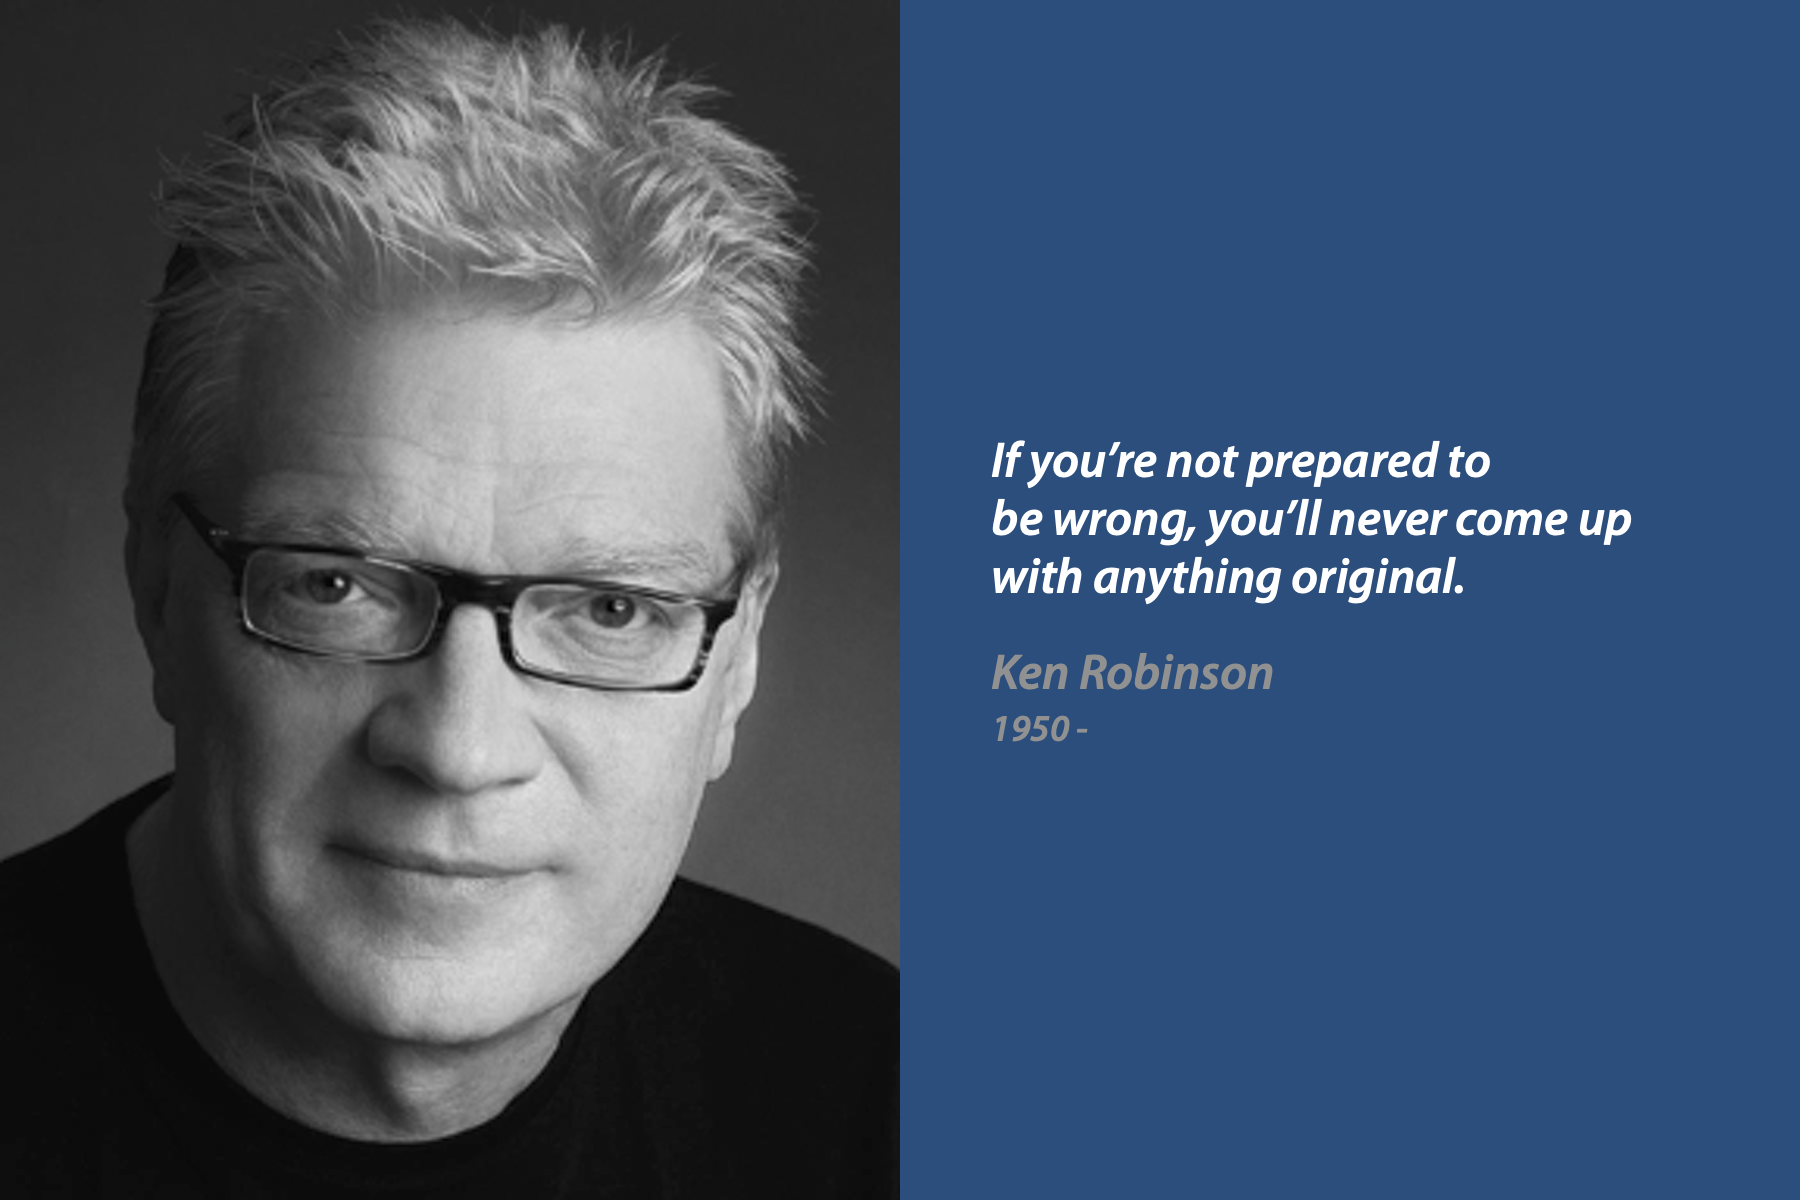 If you’re not prepared to
be wrong, you’ll never come up
with anything original.
Ken Robinson
1950 -